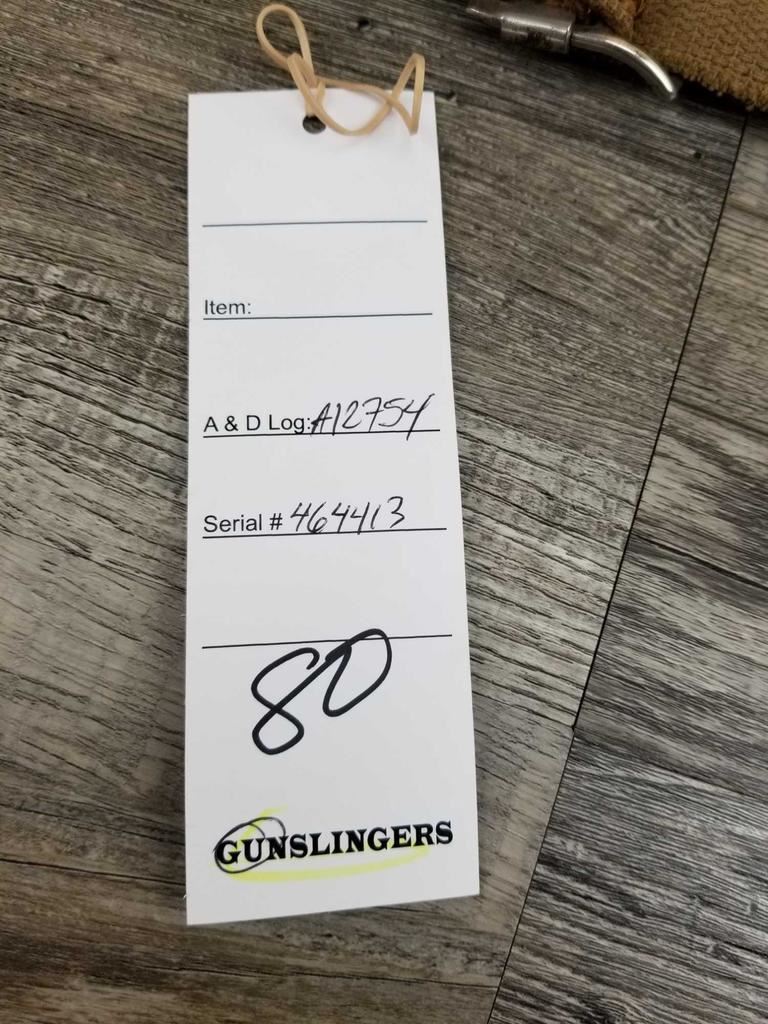 Item:
A & D Log: A12754
Serial # 464413
80
GUNSLINGERS